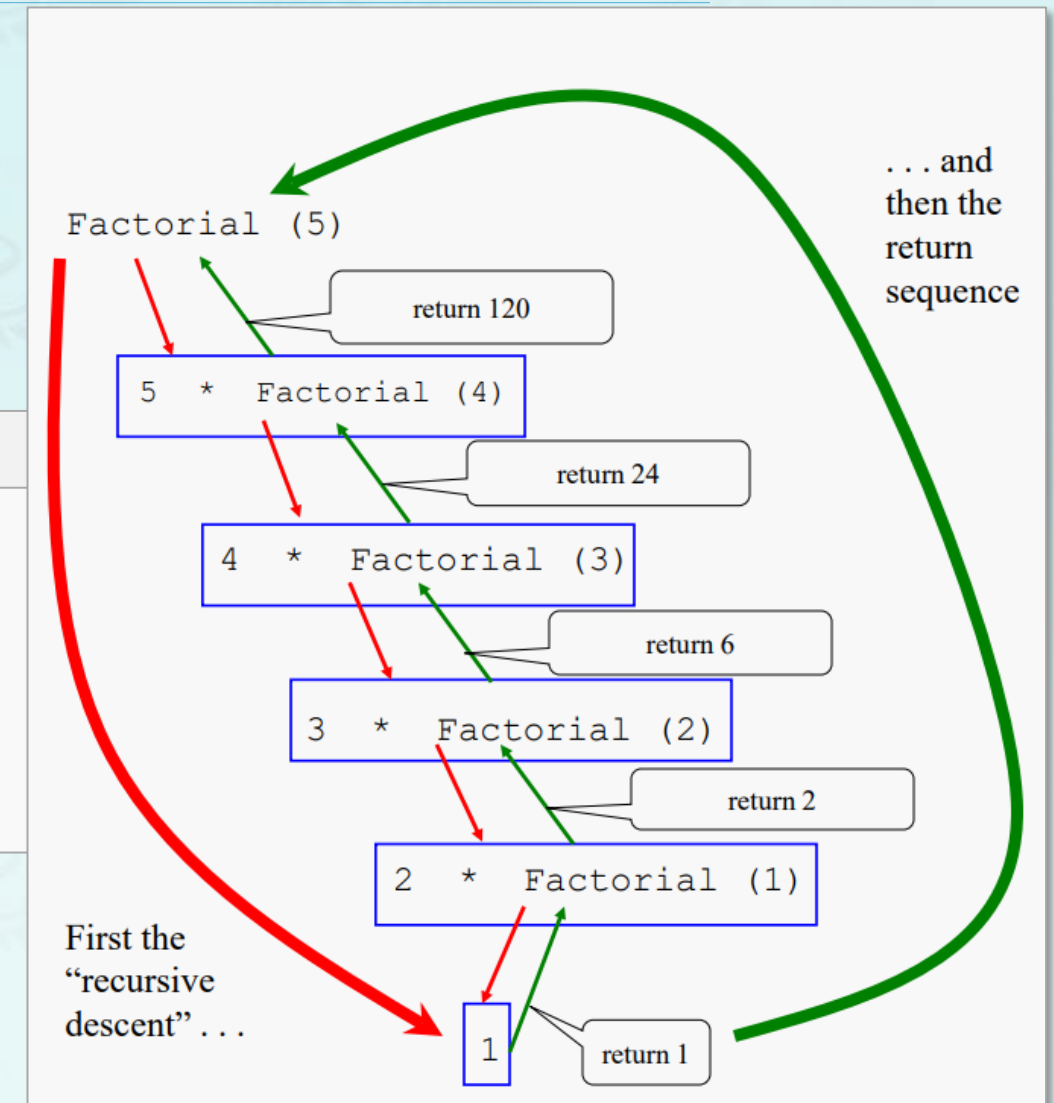 . . . and
then the
return
sequence
Factorial (5)
return 120
5 * Factorial (4)
return 24
4 * Factorial (3)
return 6
3 * Factorial (2)
return 2
2 * Factorial (1)
First the
“recursive
descent” . . .
1
return 1